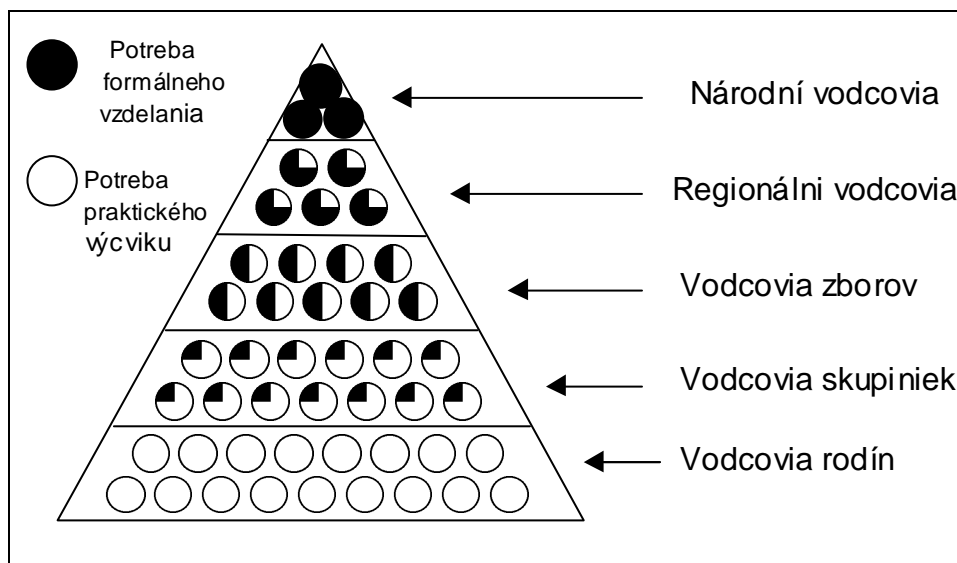 Potreba
formálneho
vzdelania
Potreba
praktického
výcviku
Národní vodcovia
Regionálni vodcovia
Vodcovia zborov
Vodcovia skupiniek
Vodcovia rodín